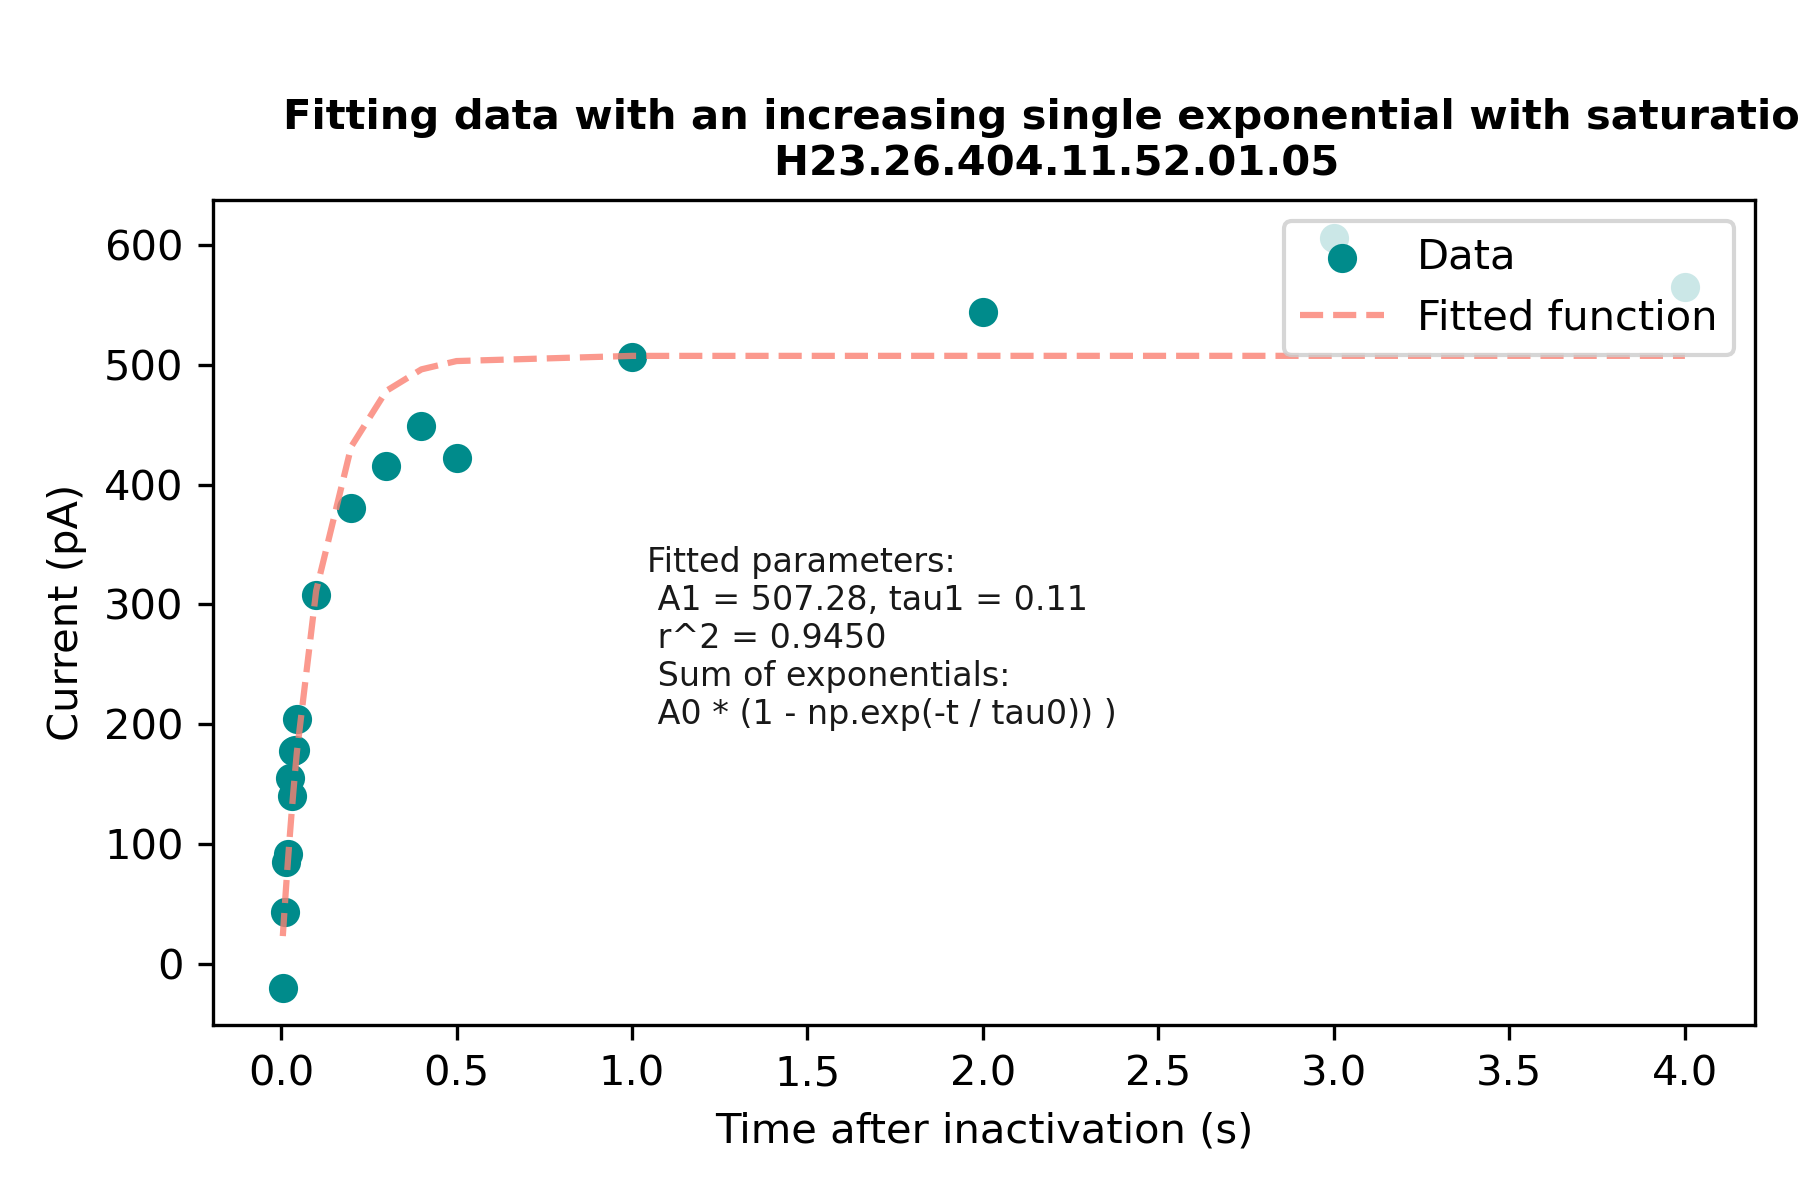 Fitting data with an increasing single exponential with saturatio
H23.26.404.11.52.01.05
Data
Fitted function
600
500
400
300
200
100
0
Current (pA)
Fitted parameters:
A1 = 507.28, tau1 = 0.11
r^2 = 0.9450
Sum of exponentials:
A0 * (1 - np.exp(-t / tau0)) )
0.0 0.5 1.0 1.5 2.0 2.5 3.0 3.5 4.0
Time after inactivation (s)